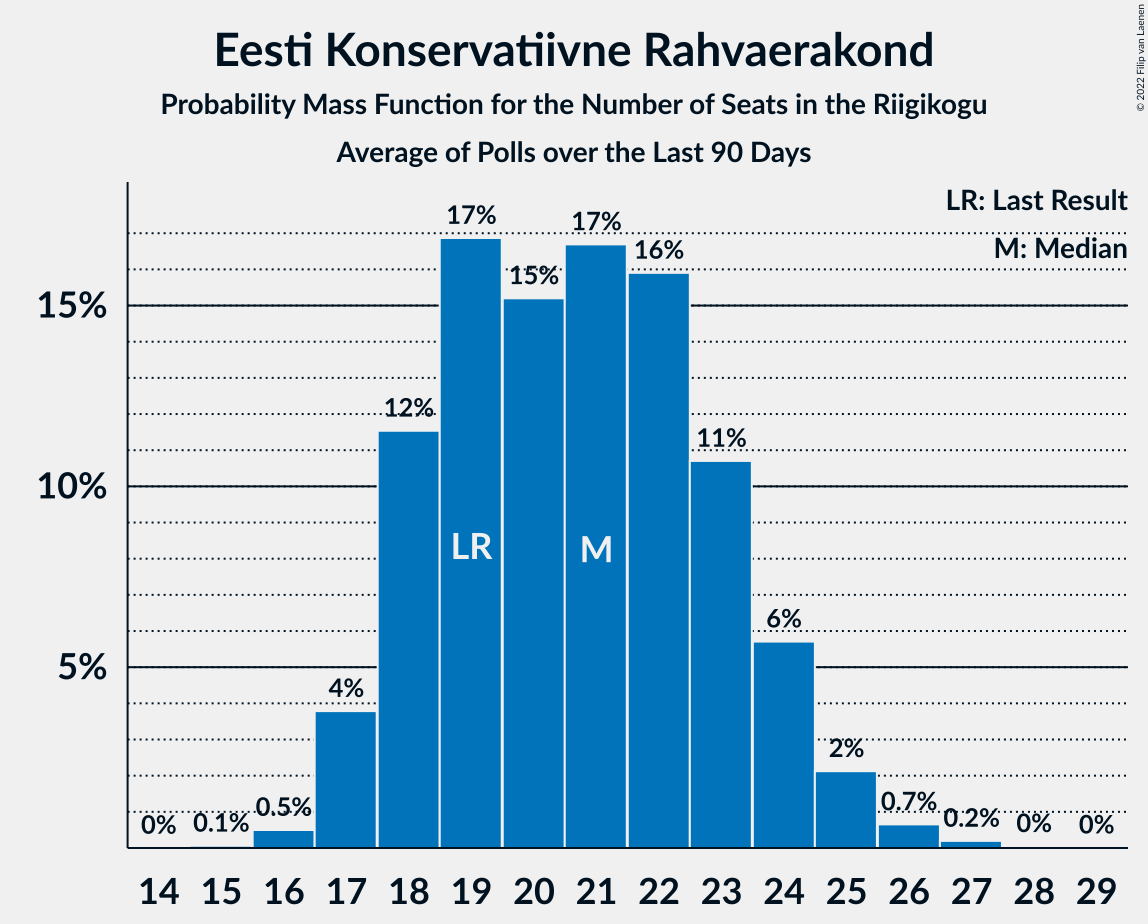 Eesti Konservatiivne Rahvaerakond
Probability Mass Function for the Number of Seats in the Riigikogu
Average of Polls over the Last 90 Days
© 2022 Filip van Laenen
LR: Last Result
M: Median
15%
10%
5%
0%
0.1%
0.5%
4%
12%
17%
15%
17%
16%
11%
6%
2%
0.7%
0.2%
0%
0%
LR
M
14 15 16 17 18 19 20 21 22 23 24 25 26 27 28 29